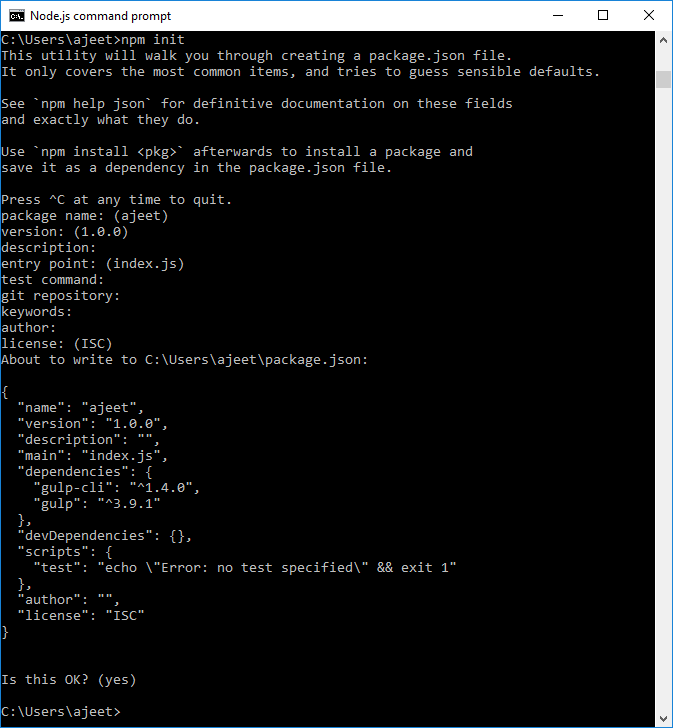 Node.js command prompt
C:\Users\ajeet>npm init
This utility will walk you through creating a package.json file.
It only covers the most common items, and tries to guess sensible defaults.
See `npm help json` for definitive documentation on these fields
and exactly what they do.
Use `npm install <pkg>` afterwards to install a package and
save it as a dependency in the package.json file.
Press ^C at any time to quit.
package name: (ajeet)
version: (1.0.0)
description:
entry point: (index.js)
test command:
git repository:
keywords:
author:
license: (ISC)
About to write to C:\Users\ajeet\package.json:
{
  "name": "ajeet",
  "version": "1.0.0",
  "description": "",
  "main": "index.js",
  "dependencies": {
    "gulp-cli": "^1.4.0",
    "gulp": "^3.9.1"
  },
  "devDependencies": {},
  "scripts": {
    "test": "echo \"Error: no test specified\" && exit 1"
  },
  "author": "",
  "license": "ISC"
}
Is this OK? (yes)
C:\Users\ajeet>